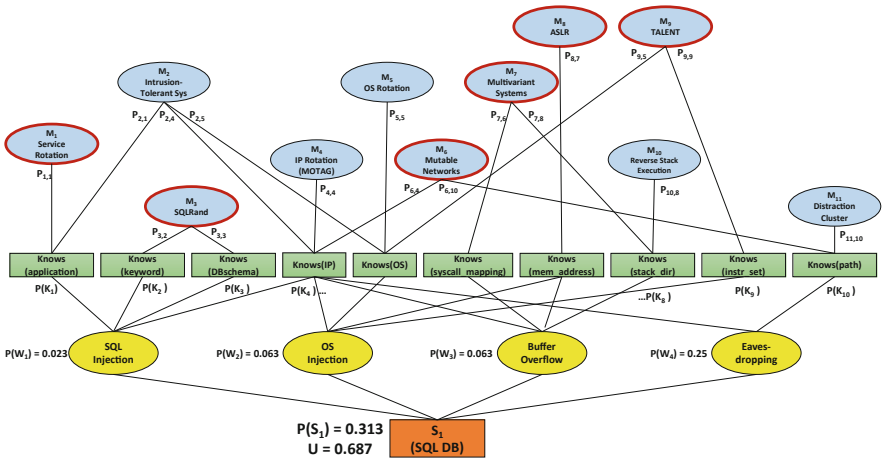 M8
ASLR
M9
TALENT
P8,7
P9,5
P9,9
M2
Intrusion-
Tolerant Sys
M5
OS Rotation
M7
Multivariant
Systems
P2,1
P2,4
P2,5
P5,5
P7,6
P7,8
M1
Service
Rotation
M4
IP Rotation
(MOTAG)
M6
Mutable
Networks
M10
Reverse Stack
Execution
P1,1
M3
SQLRand
P4,4
P6,4
P6,10
P10,8
M11
Distraction
Cluster
P3,2
P3,3
P11,10
Knows
(application)
Knows
(keyword)
Knows
(DBschema)
Knows(IP)
Knows(OS)
Knows
(syscall_mapping)
Knows
(mem_address)
Knows
(stack_dir)
Knows
(instr_set)
Knows(path)
P(K1)
P(K2 )
P(K3 )
P(K4 ) ...
...P(K8 )
P(K9 )
P(K10 )
P(W1) = 0.023
SQL
Injection
P(W2) = 0.063
OS
Injection
P(W3) = 0.063
Buffer
Overflow
P(W4) = 0.25
Eaves-
dropping
P(S1) = 0.313
U = 0.687
S1
(SQL DB)